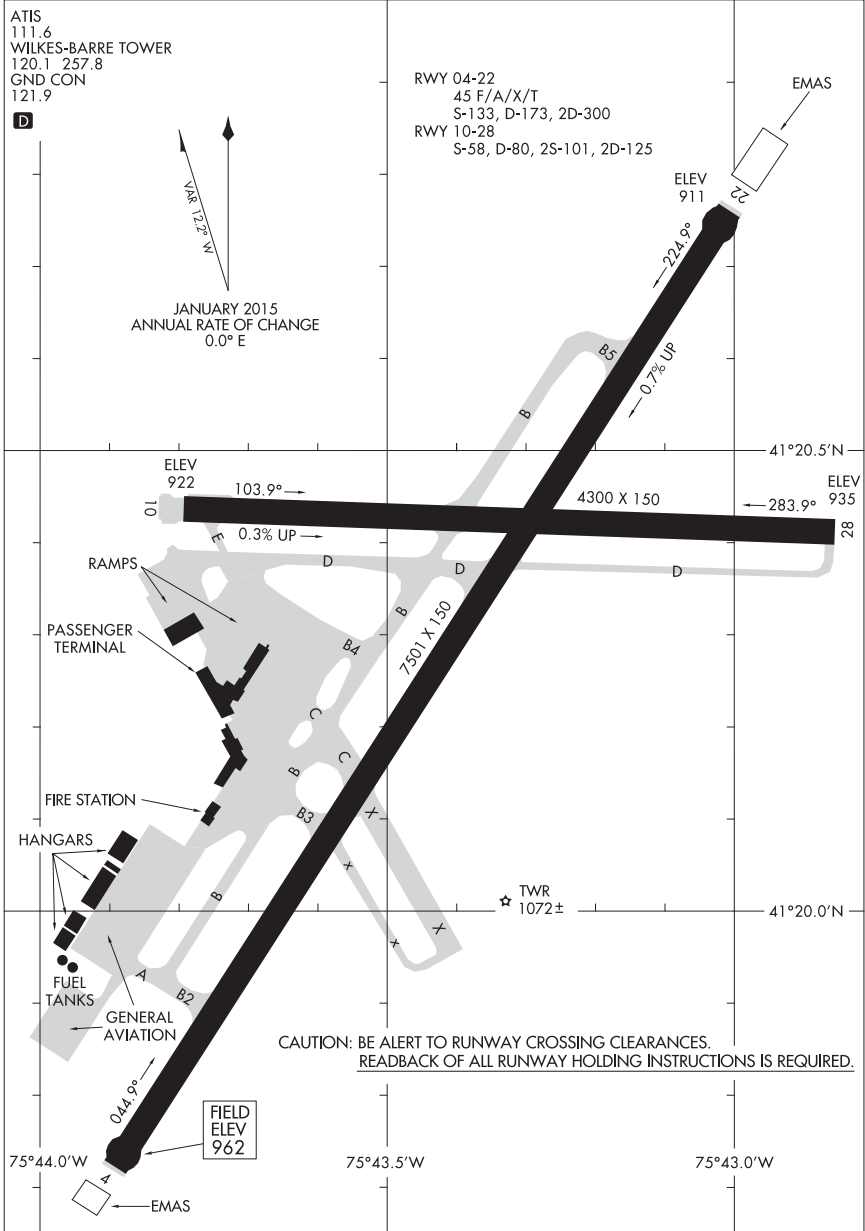 ATIS
111.6
WILKES-BARRE TOWER
120.1 257.8
GND CON
121.9
D
RWY 04-22
45 F/A/X/T
S-133, D-173, 2D-300
RWY 10-28
S-58, D-80, 2S-101, 2D-125
EMAS
VAR 12.2° W
JANUARY 2015
ANNUAL RATE OF CHANGE
0.0° E
ELEV
911
22
224.9°
0.7% UP
B5
B
41°20.5'N
ELEV
922
10
103.9°
0.3% UP
4300 X 150
283.9°
ELEV
935
28
E
D
D
D
RAMPS
PASSENGER
TERMINAL
B
B4
7501 X 150
C
C
B
X
B3
X
FIRE STATION
HANGARS
B
X
X
TWR
1072±
41°20.0'N
A
B2
FUEL
TANKS
GENERAL
AVIATION
CAUTION: BE ALERT TO RUNWAY CROSSING CLEARANCES.
READBACK OF ALL RUNWAY HOLDING INSTRUCTIONS IS REQUIRED.
044.9°
FIELD
ELEV
962
75°44.0'W
75°43.5'W
75°43.0'W
4
EMAS